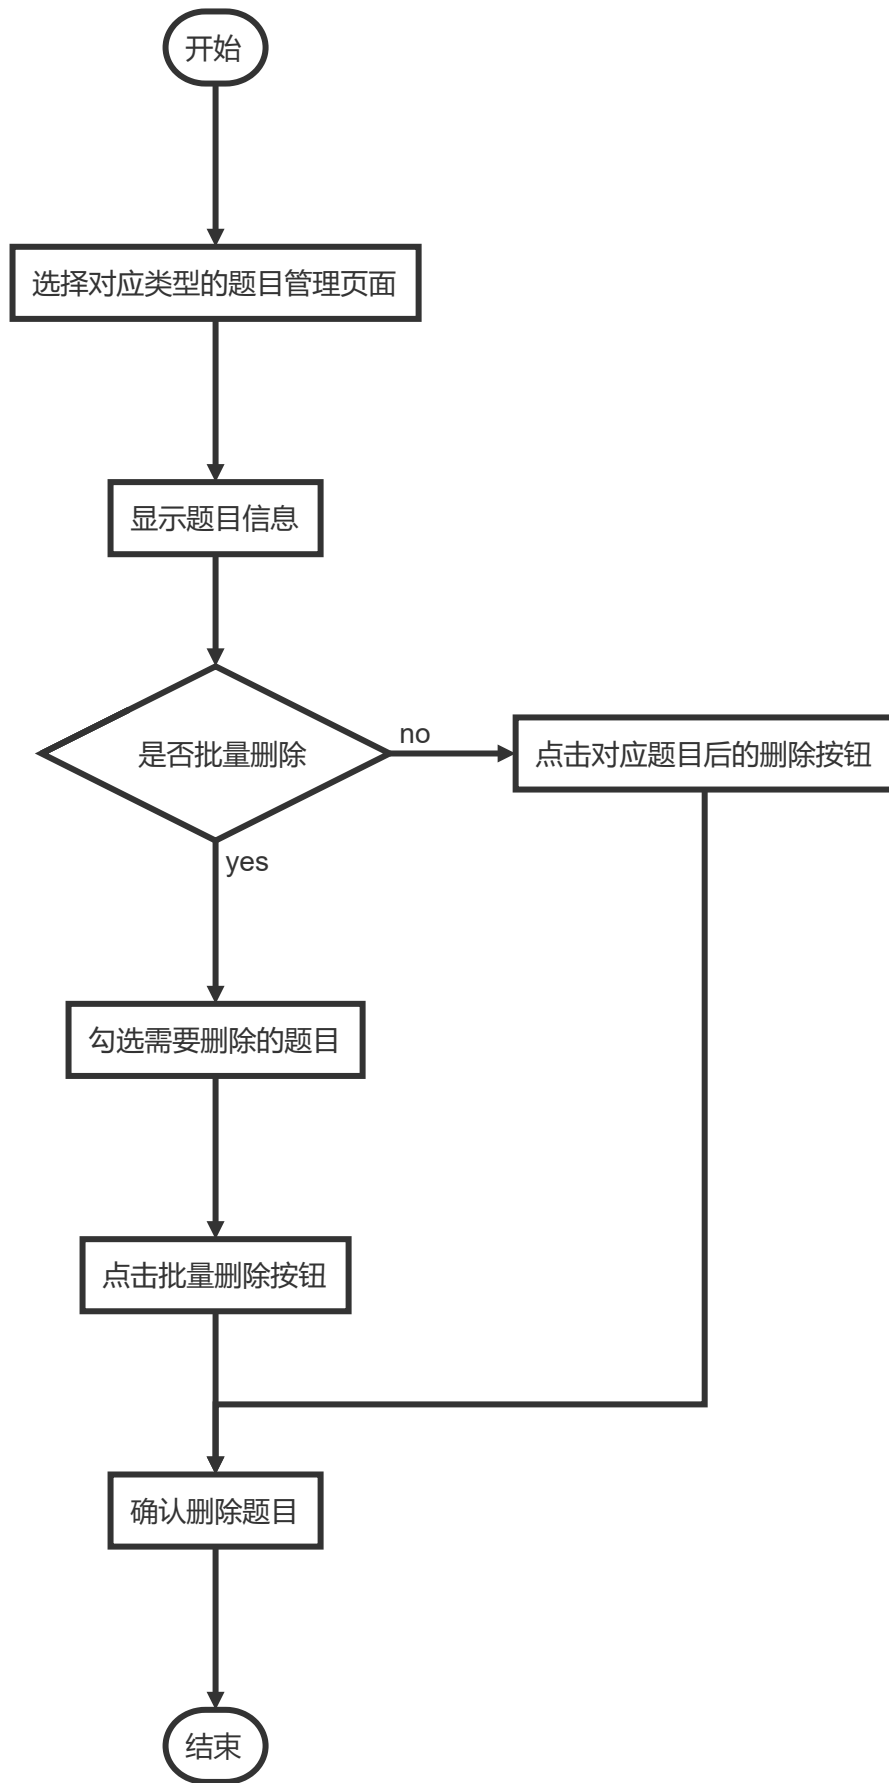 开始
选择对应类型的题目管理页面
显示题目信息
是否批量删除
no
点击对应题目后的删除按钮
yes
勾选需要删除的题目
点击批量删除按钮
确认删除题目
结束